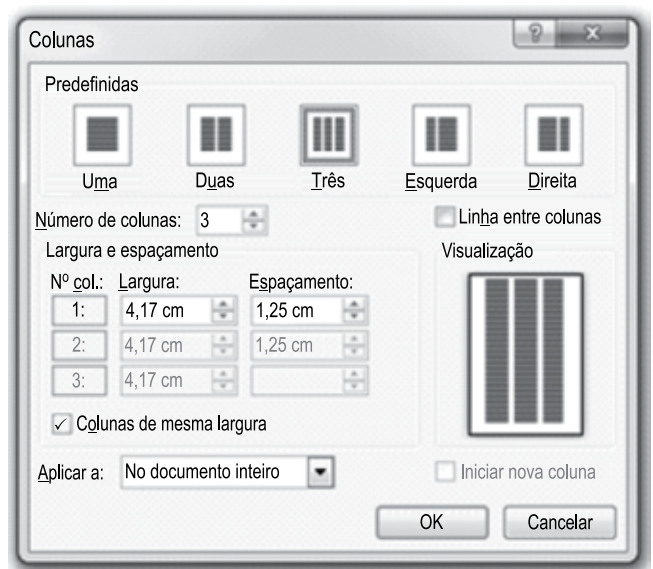 Colunas
Predefinidas
Uma Duas Três Esquerda Direita
Número de colunas: 3
Linha entre colunas
Largura e espaçamento
Visualização
Nº col.: Largura: Espaçamento:
1: 4,17 cm 1,25 cm
2: 4,17 cm 1,25 cm
3: 4,17 cm
Colunas de mesma largura
Aplicar a: No documento inteiro
Iniciar nova coluna
OK Cancelar